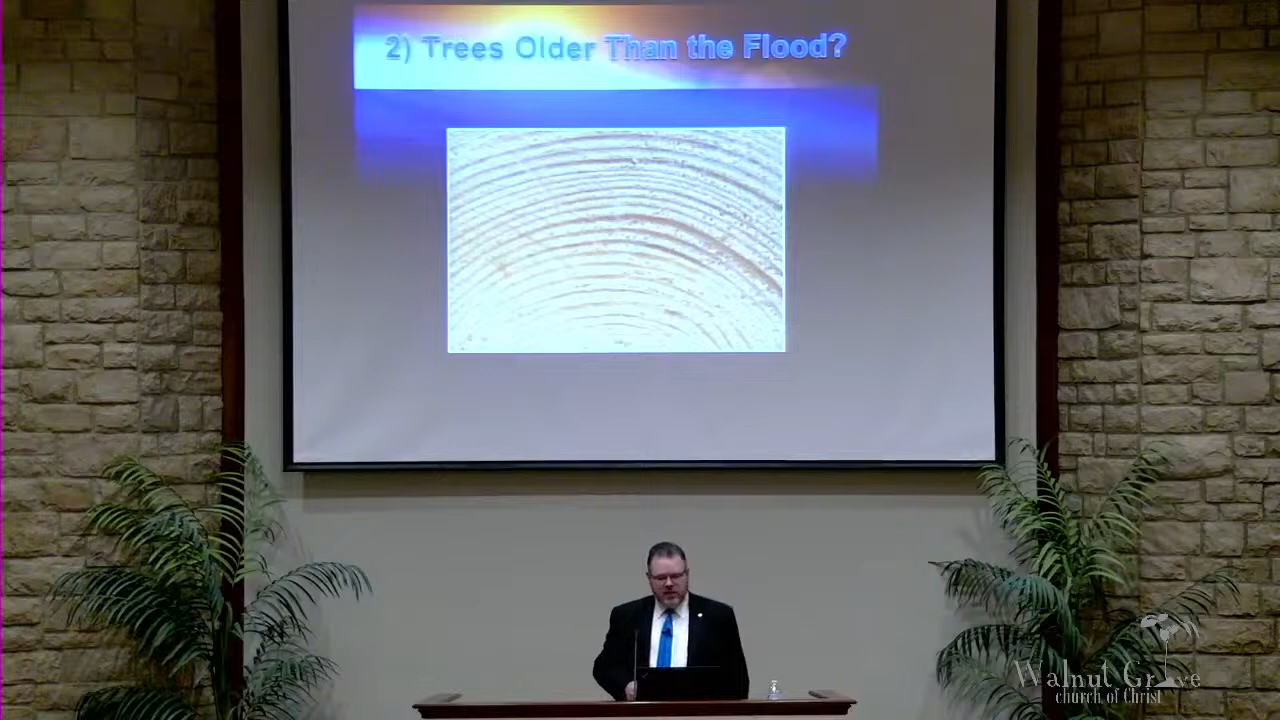 2) Trees Older Than the Flood?
Walnut Grove
church of Christ